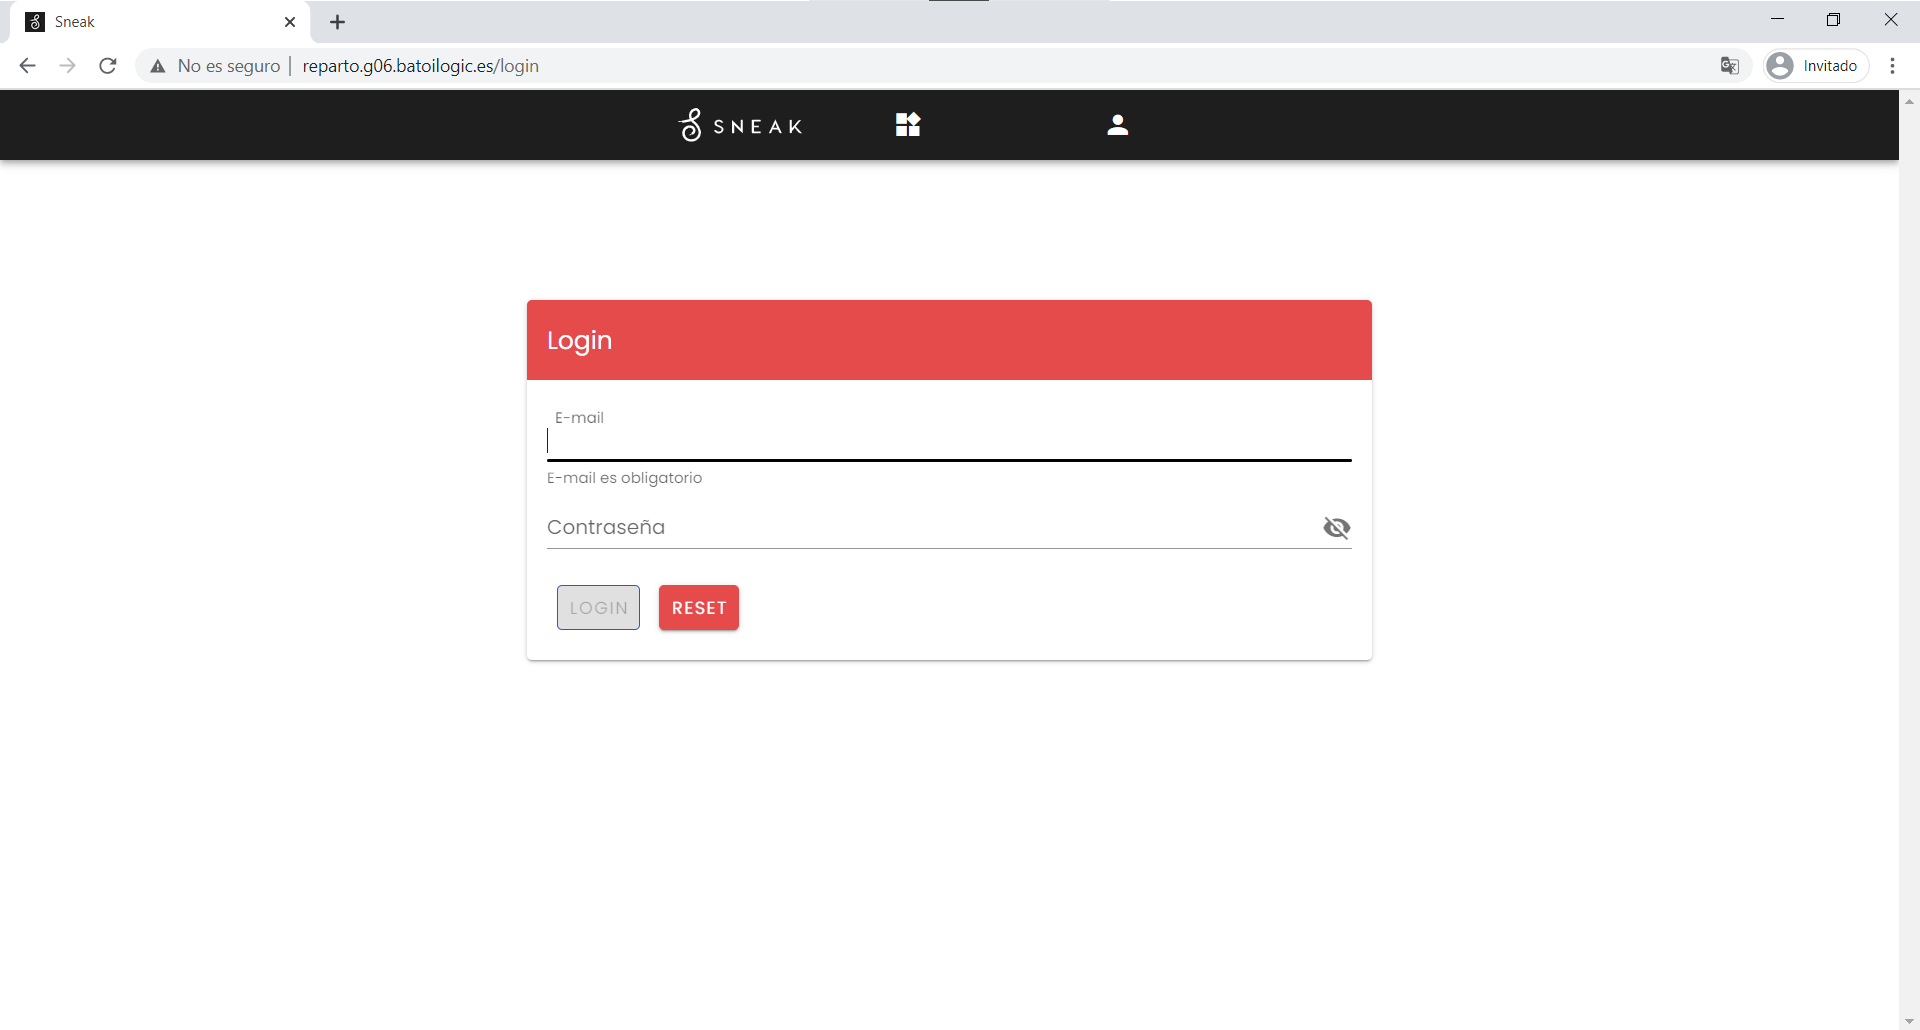 Sneak
No es seguro | reparto.g06.batoilogic.es/login
Invitado
SNEAK
Login
E-mail
E-mail es obligatorio
Contraseña
LOGIN RESET